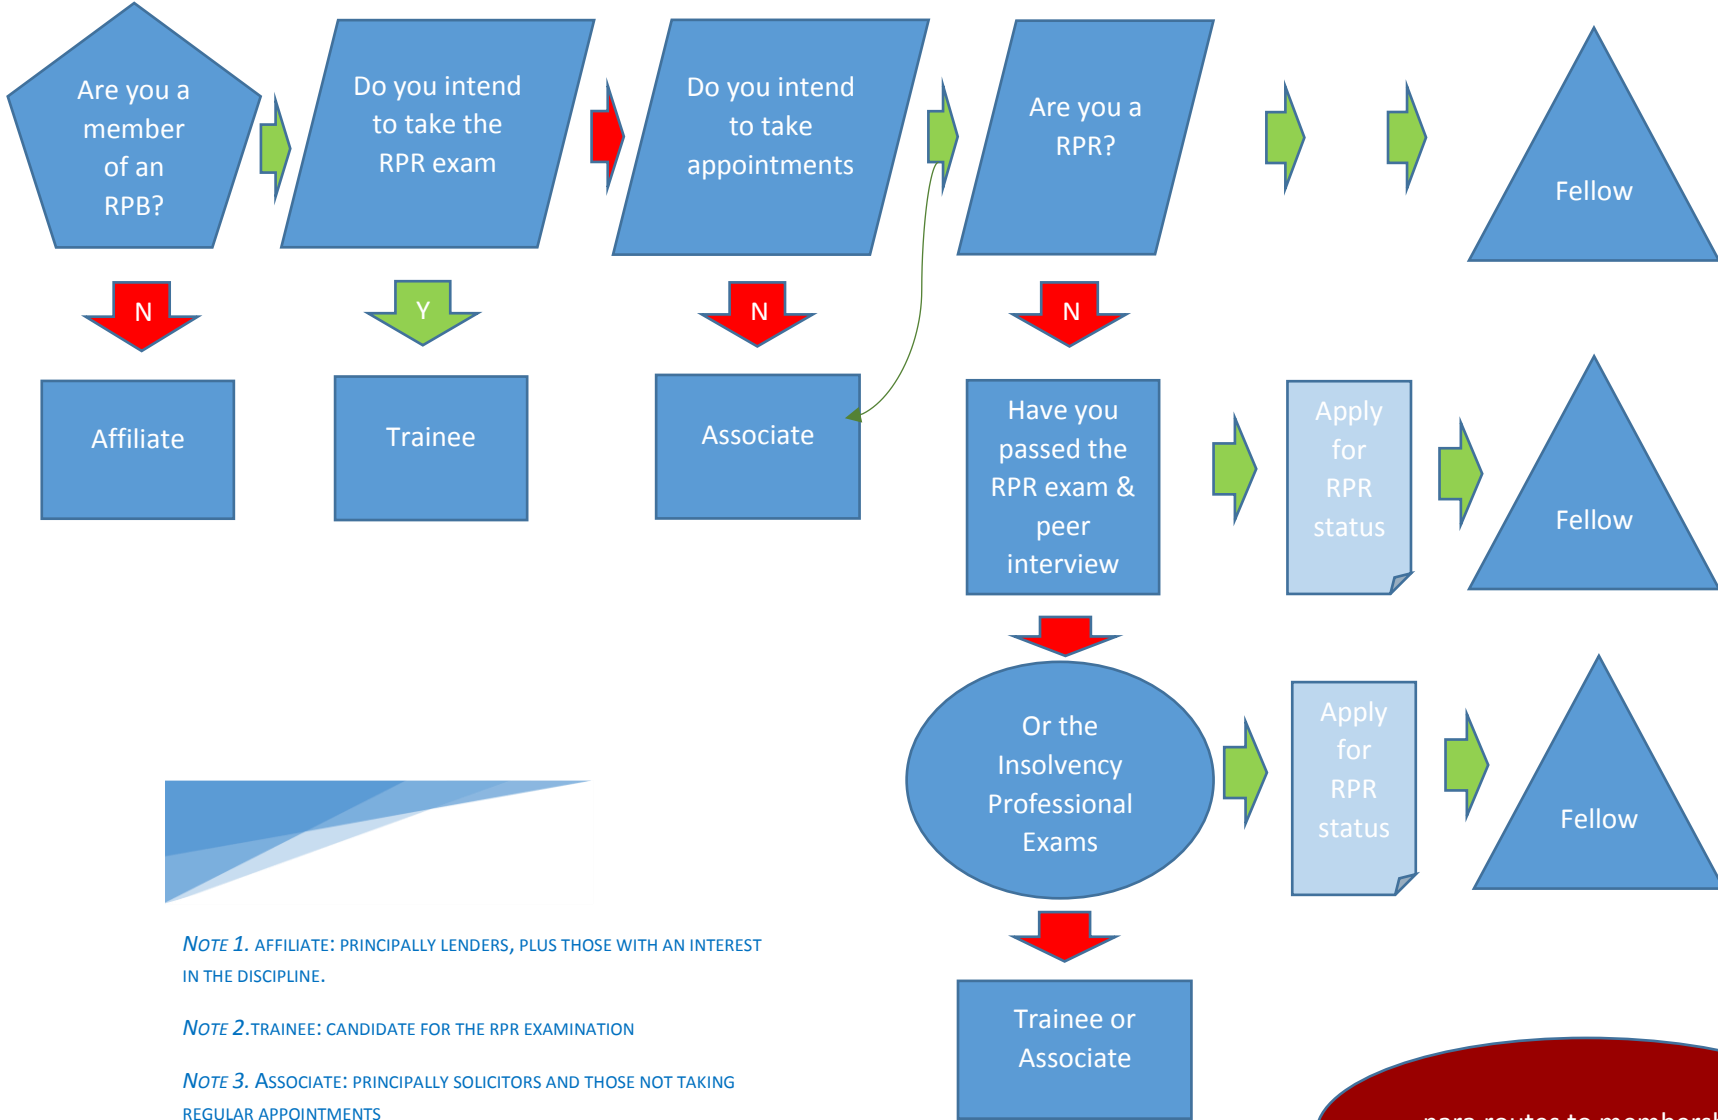 Are you a
member
of an
RPB?
Do you intend
to take the
RPR exam
Do you intend
to take
appointments
Are you a
RPR?
Fellow
N
Y
N
N
Affiliate
Trainee
Associate
Have you
passed the
RPR exam &
peer
interview
Apply
for
RPR
status
Fellow
Or the
Insolvency
Professional
Exams
Apply
for
RPR
status
Fellow
Trainee or
Associate
NOTE 1. AFFILIATE: PRINCIPALLY LENDERS, PLUS THOSE WITH AN INTEREST
IN THE DISCIPLINE.
NOTE 2.TRAINEE: CANDIDATE FOR THE RPR EXAMINATION
NOTE 3. ASSOCIATE: PRINCIPALLY SOLICITORS AND THOSE NOT TAKING
REGULAR APPOINTMENTS
nara routes to